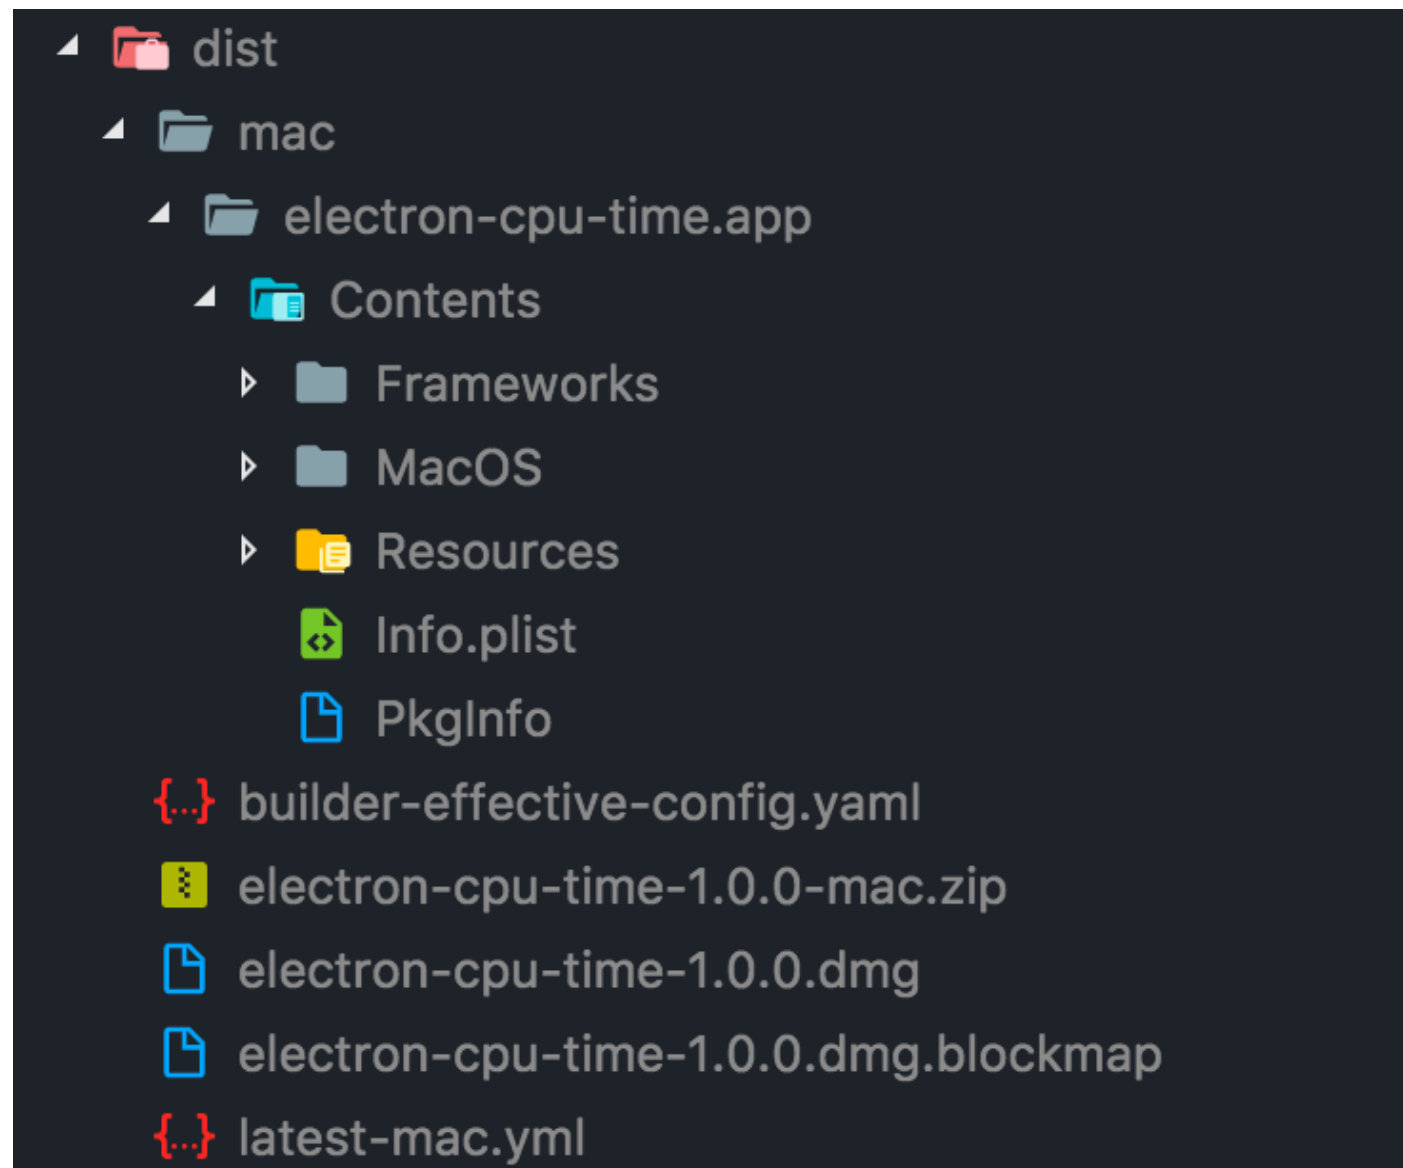 dist
mac
electron-cpu-time.app
Contents
Frameworks
MacOS
Resources
Info.plist
PkgInfo
builder-effective-config.yaml
electron-cpu-time-1.0.0-mac.zip
electron-cpu-time-1.0.0.dmg
electron-cpu-time-1.0.0.dmg.blockmap
latest-mac.yml